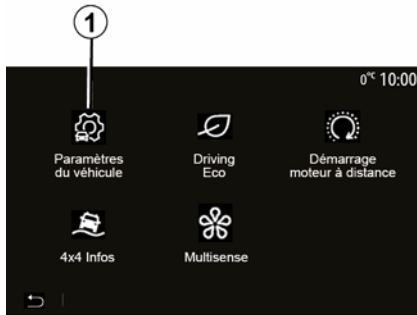 1
0°C 10:00
Paramètres
du véhicule
Driving
Eco
Démarrage
moteur à distance
4x4 Infos
Multisense